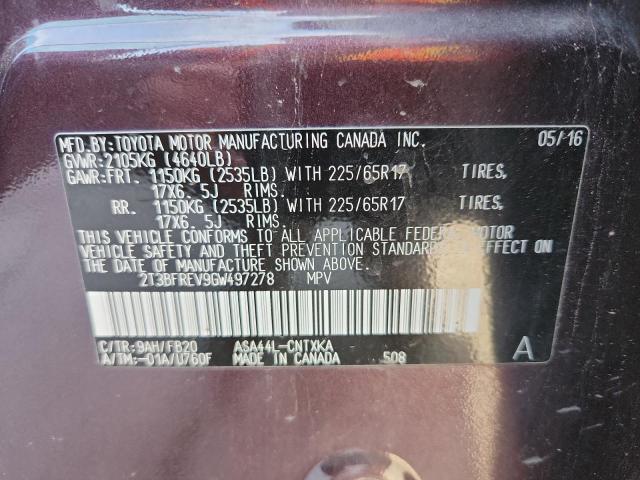 MFD.BY:TOYOTA MOTOR MANUFACTURING CANADA INC. 05/16
GVWR:2105KG (4640LB)
GAWR:FRT. 1150KG (2535LB) WITH 225/65R17 TIRES,
17X6. 5J RIMS.
RR. 1150KG (2535LB) WITH 225/65R17 TIRES,
17X6. 5J RIMS.
THIS VEHICLE CONFORMS TO ALL APPLICABLE FEDERAL MOTOR
VEHICLE SAFETY AND THEFT PREVENTION STANDARDS IN EFFECT ON
THE DATE OF MANUFACTURE SHOWN ABOVE.
2T3BFREV9GW497278 MPV
C/TR:9AH/FB20 ASA44L-CNTXKA
A/TM:-01A/U760F MADE IN CANADA 508 A